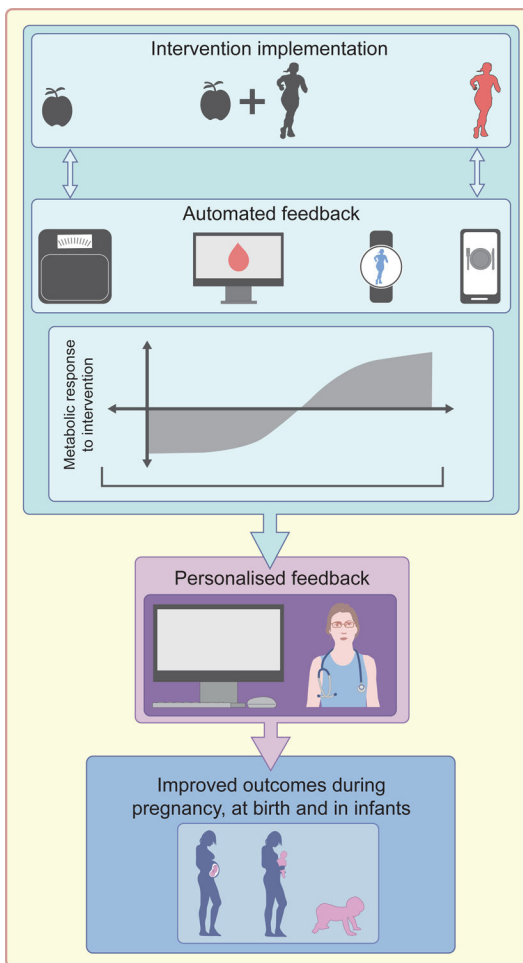 Intervention implementation
Automated feedback
Metabolic response
to intervention
Personalised feedback
Improved outcomes during
pregnancy, at birth and in infants